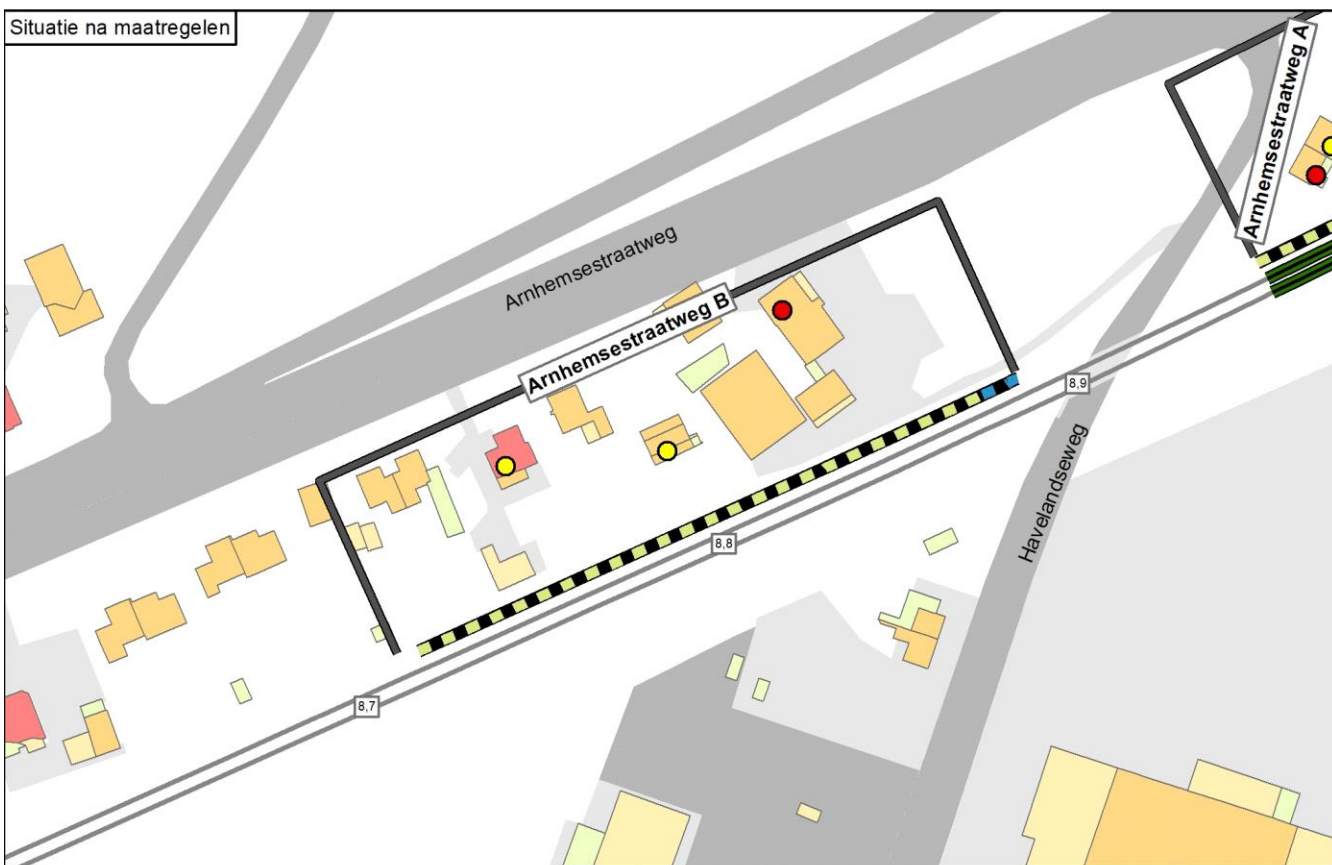 Situatie na maatregelen
Arnhemsestraatweg A
Arnhemsestraatweg
Arnhemsestraatweg B
8,9
Havelandseweg
8,8
8,7